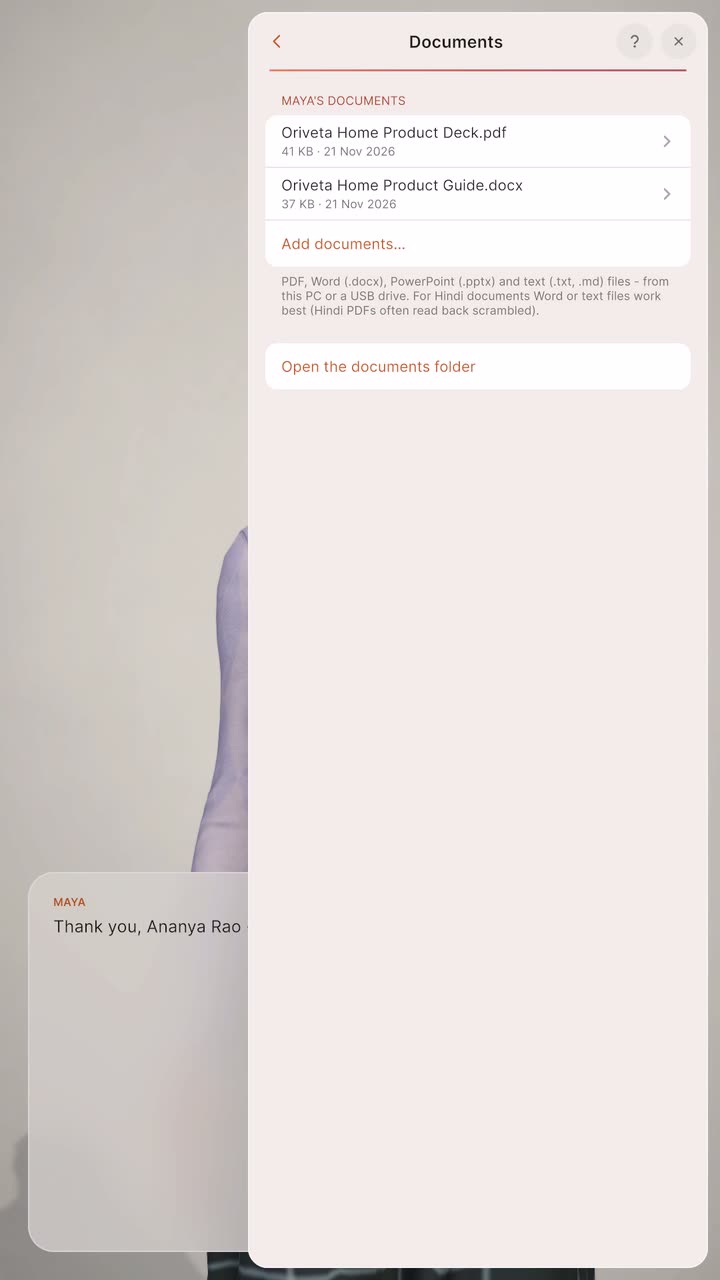 Documents
?
MAYA'S DOCUMENTS
Oriveta Home Product Deck.pdf
41 KB · 21 Nov 2026
Oriveta Home Product Guide.docx
37 KB · 21 Nov 2026
Add documents...
PDF, Word (.docx), PowerPoint (.pptx) and text (.txt, .md) files - from
this PC or a USB drive. For Hindi documents Word or text files work
best (Hindi PDFs often read back scrambled).
Open the documents folder
MAYA
Thank you, Ananya Rao